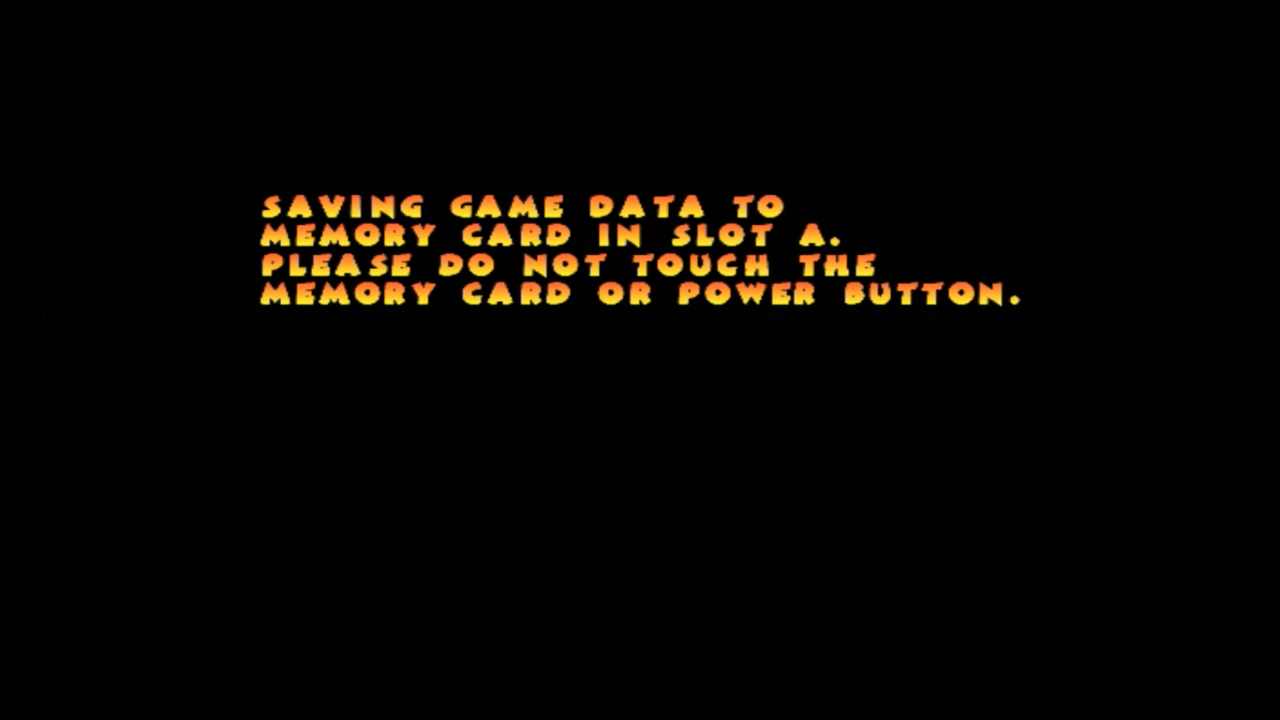 SAVING GAME DATA TO
MEMORY CARD IN SLOT A.
PLEASE DO NOT TOUCH THE
MEMORY CARD OR POWER BUTTON.